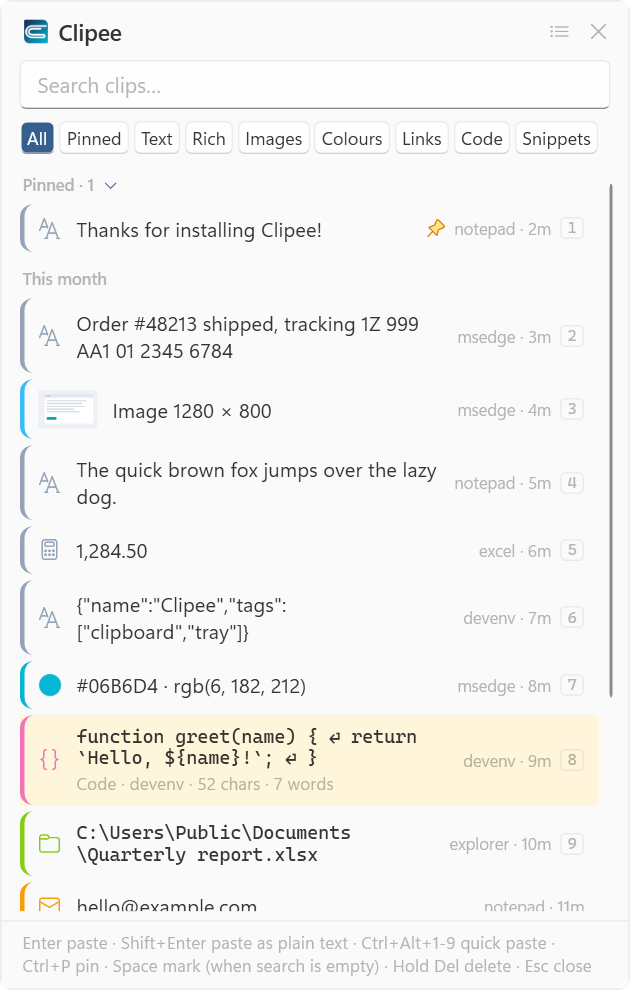 Clipee
Search clips...
All Pinned Text Rich Images Colours Links Code Snippets
Pinned · 1
Thanks for installing Clipee! notepad · 2m 1
This month
Order #48213 shipped, tracking 1Z 999
AA1 01 2345 6784
msedge · 3m 2
Image 1280 × 800 msedge · 4m 3
The quick brown fox jumps over the lazy
dog.
notepad · 5m 4
1,284.50 excel · 6m 5
{"name":"Clipee","tags":
["clipboard","tray"]}
devenv · 7m 6
#06B6D4 · rgb(6, 182, 212) msedge · 8m 7
function greet(name) { ↵ return
`Hello, ${name}!`; ↵ }
Code · devenv · 52 chars · 7 words
devenv · 9m 8
C:\Users\Public\Documents
\Quarterly report.xlsx
explorer · 10m 9
hello@example.com notepad · 11m
Enter paste · Shift+Enter paste as plain text · Ctrl+Alt+1-9 quick paste ·
Ctrl+P pin · Space mark (when search is empty) · Hold Del delete · Esc close